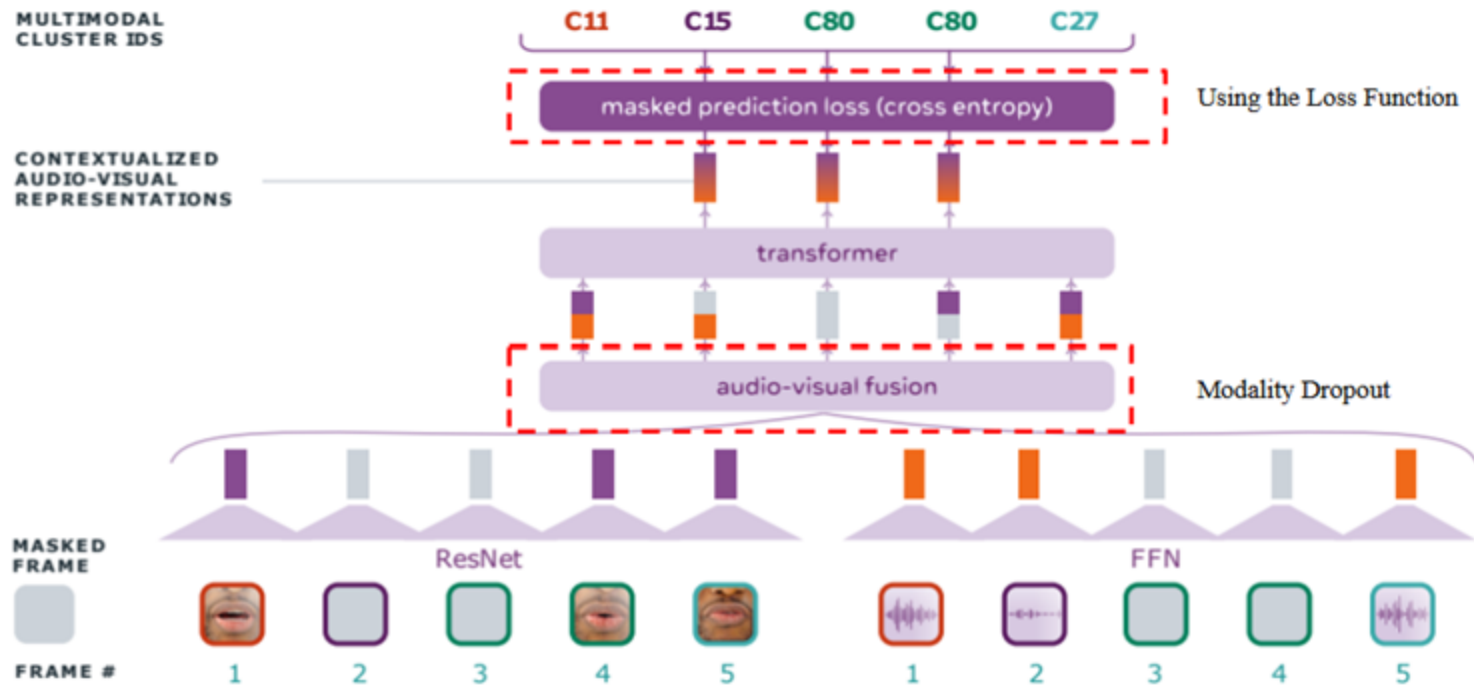 MULTIMODAL
CLUSTER IDS
C11 C15 C80 C80 C27
masked prediction loss (cross entropy)
Using the Loss Function
CONTEXTUALIZED
AUDIO-VISUAL
REPRESENTATIONS
transformer
audio-visual fusion
Modality Dropout
ResNet
FFN
MASKED
FRAME
FRAME #
1 2 3 4 5 1 2 3 4 5